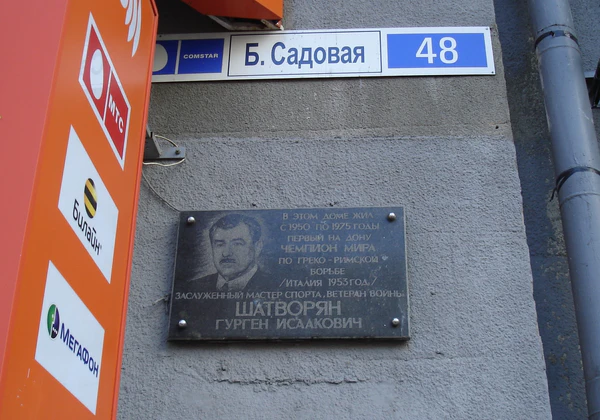 COMSTAR
Б. Садовая
48
МТС
Билайн
МЕГАФОН
В ЭТОМ ДОМЕ ЖИЛ
С 1950 ПО 1975 ГОДЫ
ПЕРВЫЙ НА ДОНУ
ЧЕМПИОН МИРА
ПО ГРЕКО-РИМСКОЙ
БОРЬБЕ
/ИТАЛИЯ 1953 ГОД/
ЗАСЛУЖЕННЫЙ МАСТЕР СПОРТА, ВЕТЕРАН ВОЙНЫ
ШАТВОРЯН
ГУРГЕН ИСААКОВИЧ